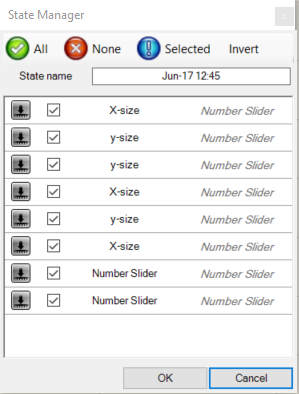 State Manager
All None Selected Invert
State name Jun-17 12:45
X-size Number Slider
y-size Number Slider
y-size Number Slider
X-size Number Slider
y-size Number Slider
X-size Number Slider
Number Slider Number Slider
Number Slider Number Slider
OK Cancel